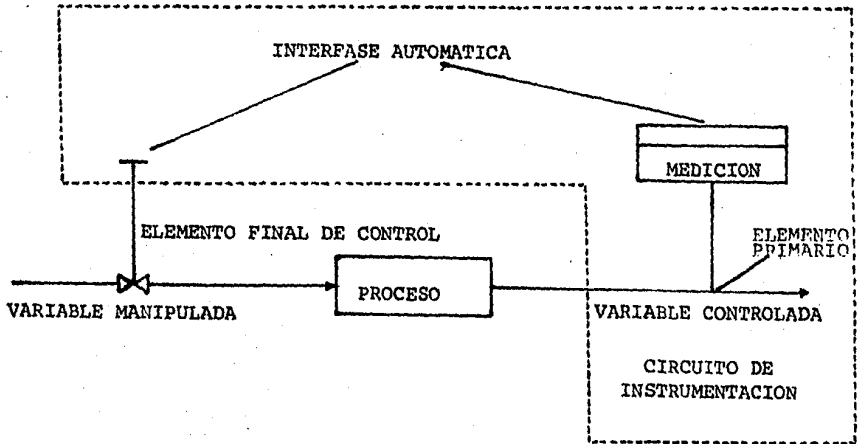 INTERFASE AUTOMATICA
MEDICION
ELEMENTO FINAL DE CONTROL
ELEMENTO
PRIMARIO
PROCESO
VARIABLE MANIPULADA
VARIABLE CONTROLADA
CIRCUITO DE
INSTRUMENTACION